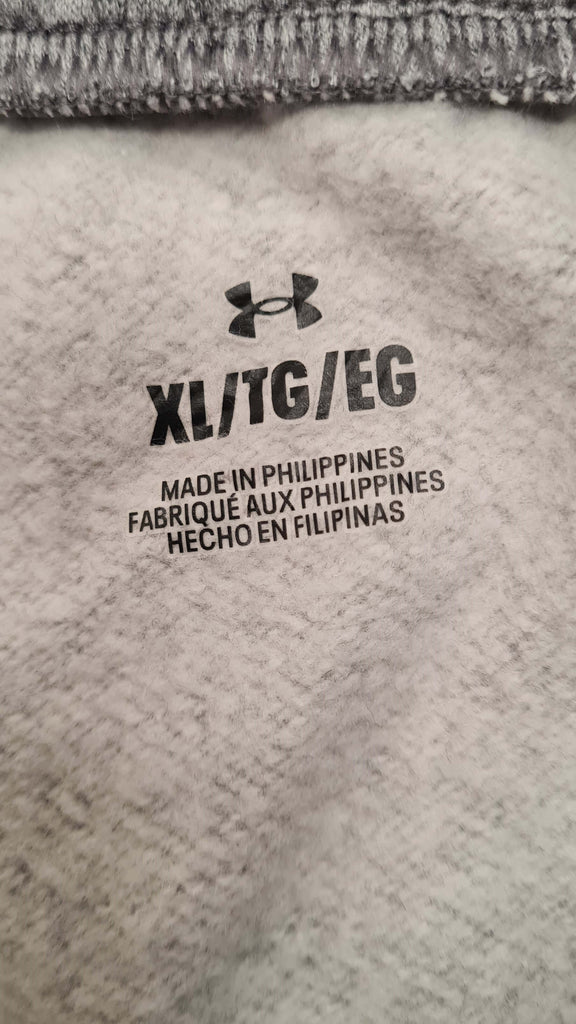 XL/TG/EG
MADE IN PHILIPPINES
FABRIQUÉ AUX PHILIPPINES
HECHO EN FILIPINAS